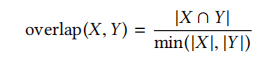 overlap(X, Y) = |X ∩ Y| / min(|X|, |Y|)